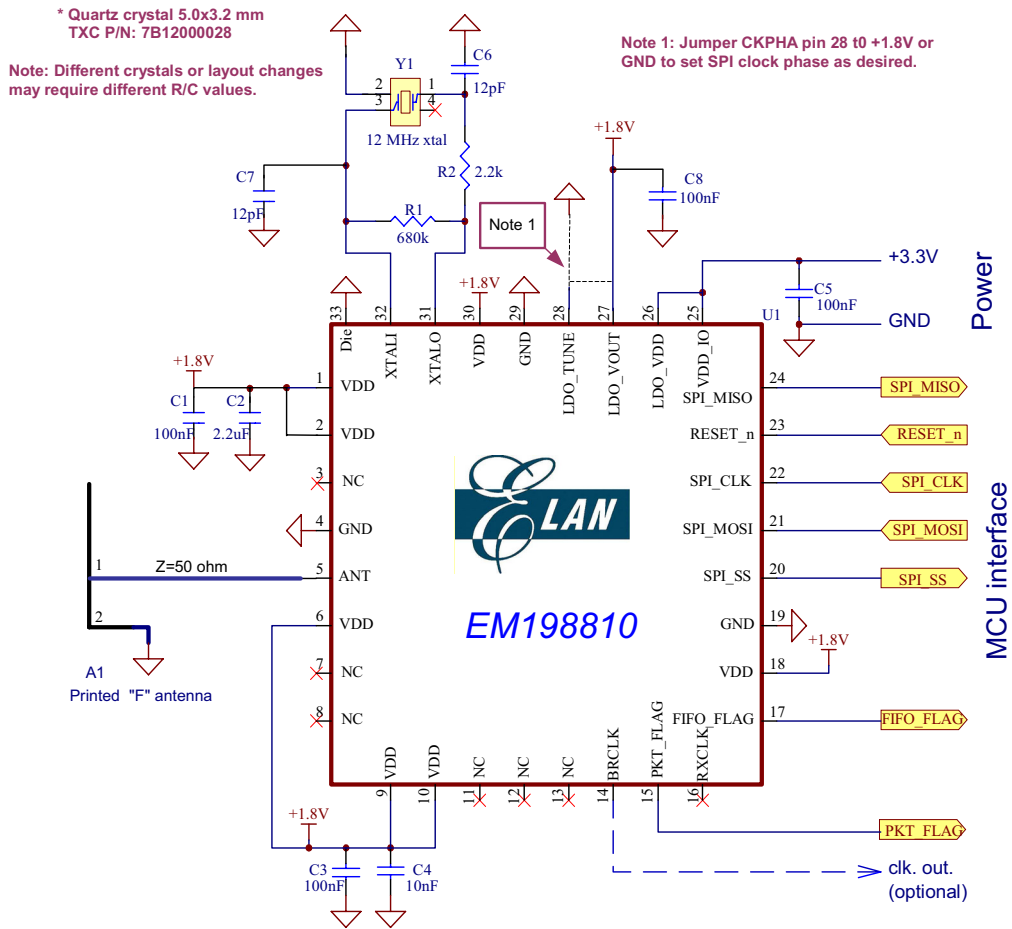 * Quartz crystal 5.0x3.2 mm
TXC P/N: 7B12000028
Note: Different crystals or layout changes
may require different R/C values.
Note 1: Jumper CKPHA pin 28 t0 +1.8V or
GND to set SPI clock phase as desired.
Y1
C6
12pF
2
1
3
4
12 MHz xtal
R2
2.2k
C7
12pF
R1
680k
+1.8V
C8
100nF
Note 1
+1.8V
+3.3V
C5
100nF
GND
Power
U1
33
32
31
30
29
28
27
26
25
Die
XTALI
XTALO
VDD
GND
LDO_TUNE
LDO_VOUT
LDO_VDD
VDD_IO
+1.8V
C1
100nF
C2
2.2uF
1 VDD
2 VDD
3 NC
4 GND
5 ANT
6 VDD
7 NC
8 NC
SPI_MISO 24 SPI_MISO
RESET_n 23 RESET_n
SPI_CLK 22 SPI_CLK
SPI_MOSI 21 SPI_MOSI
SPI_SS 20 SPI_SS
GND 19
VDD 18
+1.8V
FIFO_FLAG 17 FIFO_FLAG
MCU interface
ELAN
EM198810
1
Z=50 ohm
2
A1
Printed "F" antenna
VDD
VDD
NC
NC
NC
BRCLK
PKT_FLAG
RXCLK
9
10
11
12
13
14
15
16
+1.8V
C3
100nF
C4
10nF
PKT_FLAG
clk. out.
(optional)